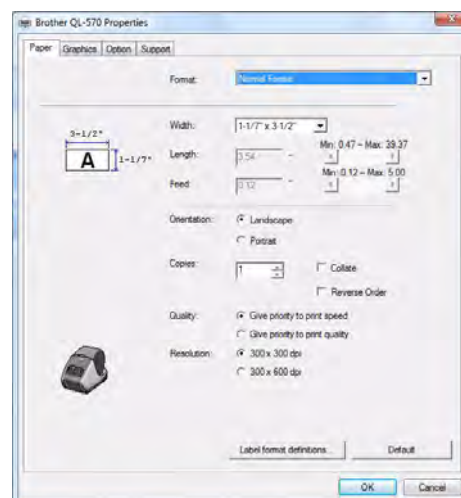 Brother QL-570 Properties
Paper Graphics Option Support
Format: Normal Format
Width: 1-1/7" x 3 1/2"
3-1/2"
A
1-1/7"
Length: 3.54 Min: 0.47 ~ Max: 39.37
Feed: 0.12 Min: 0.12 ~ Max: 5.00
Orientation: Landscape
Portrait
Copies: 1 Collate
Reverse Order
Quality: Give priority to print speed
Give priority to print quality
Resolution: 300 x 300 dpi
300 x 600 dpi
Label format definitions... Default
OK Cancel